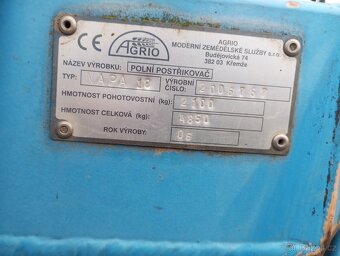 CE AGRIO
AGRIO
MODERNÍ ZEMĚDĚLSKÉ SLUŽBY s.r.o.
Budějovická 74
382 03 Křemže
NÁZEV VÝROBKU: POLNÍ POSTŘIKOVAČ
TYP: NAPA 18 VÝROBNÍ ČÍSLO:
HMOTNOST POHOTOVOSTNÍ (kg): 2100
HMOTNOST CELKOVÁ (kg): 4850
ROK VÝROBY: 06